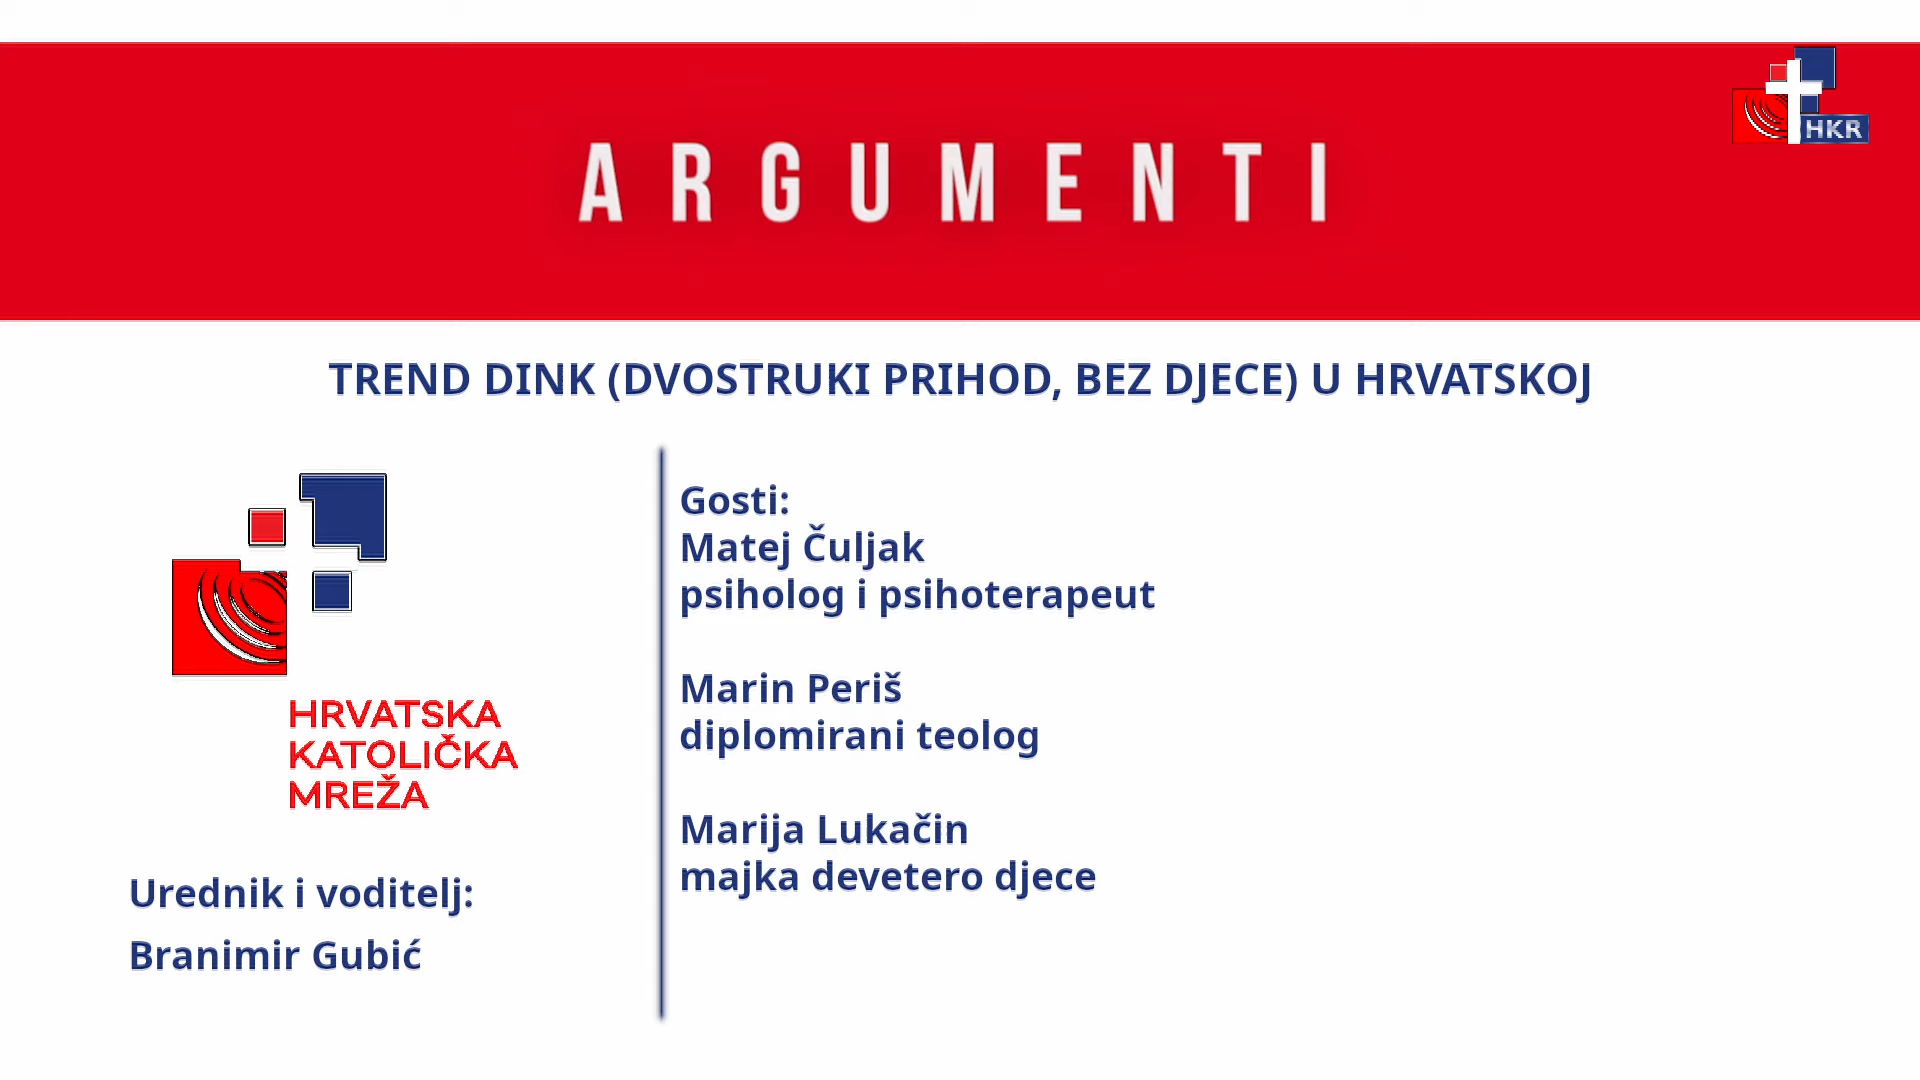 ARGUMENTI
HKR
TREND DINK (DVOSTRUKI PRIHOD, BEZ DJECE) U HRVATSKOJ
HRVATSKA
KATOLIČKA
MREŽA
Urednik i voditelj:
Branimir Gubić
Gosti:
Matej Čuljak
psiholog i psihoterapeut
Marin Periš
diplomirani teolog
Marija Lukačin
majka devetero djece